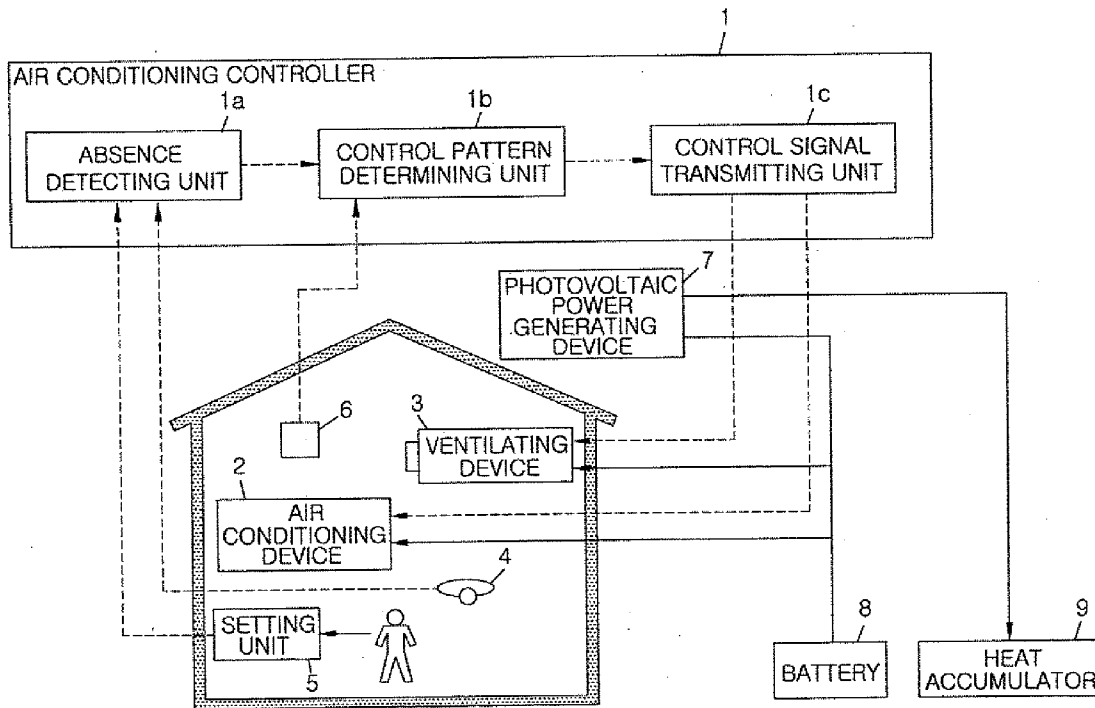 1
AIR CONDITIONING CONTROLLER
1a
1b
1c
ABSENCE
DETECTING UNIT
CONTROL PATTERN
DETERMINING UNIT
CONTROL SIGNAL
TRANSMITTING UNIT
7
PHOTOVOLTAIC
POWER
GENERATING
DEVICE
6
3
VENTILATING
DEVICE
2
AIR
CONDITIONING
DEVICE
4
SETTING
UNIT
5
8
BATTERY
9
HEAT
ACCUMULATOR